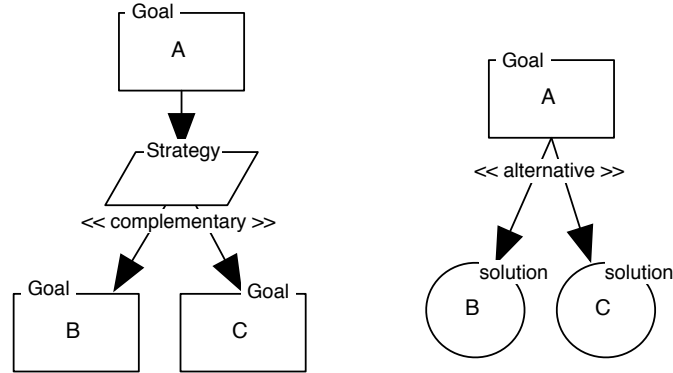 Goal
A
Strategy
<< complementary >>
Goal
B
Goal
C
Goal
A
<< alternative >>
solution
B
solution
C